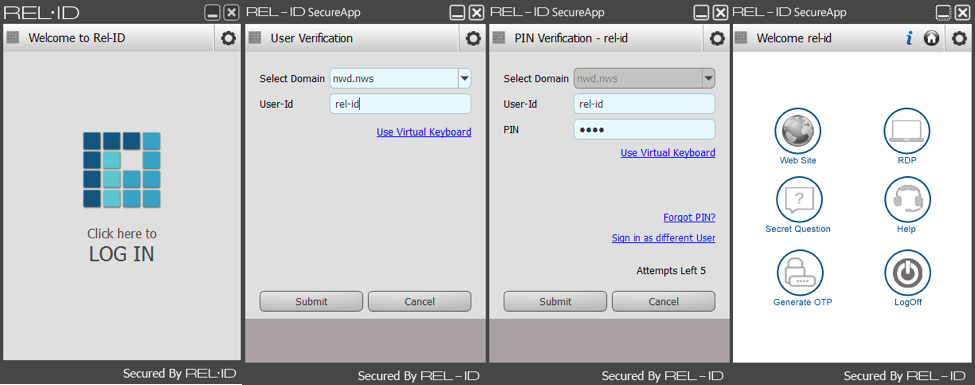 REL·ID
Welcome to Rel-ID
Click here to
LOG IN
Secured By REL·ID
REL-ID SecureApp
User Verification
Select Domain nwd.nws
User-Id rel-id
Use Virtual Keyboard
Submit Cancel
Secured By REL-ID
REL-ID SecureApp
PIN Verification - rel-id
Select Domain nwd.nws
User-Id rel-id
PIN ●●●●
Use Virtual Keyboard
Forgot PIN?
Sign in as different User
Attempts Left 5
Submit Cancel
Secured By REL-ID
REL-ID SecureApp
Welcome rel-id i
Web Site RDP
?
Secret Question Help
Generate OTP LogOff
Secured By REL-ID